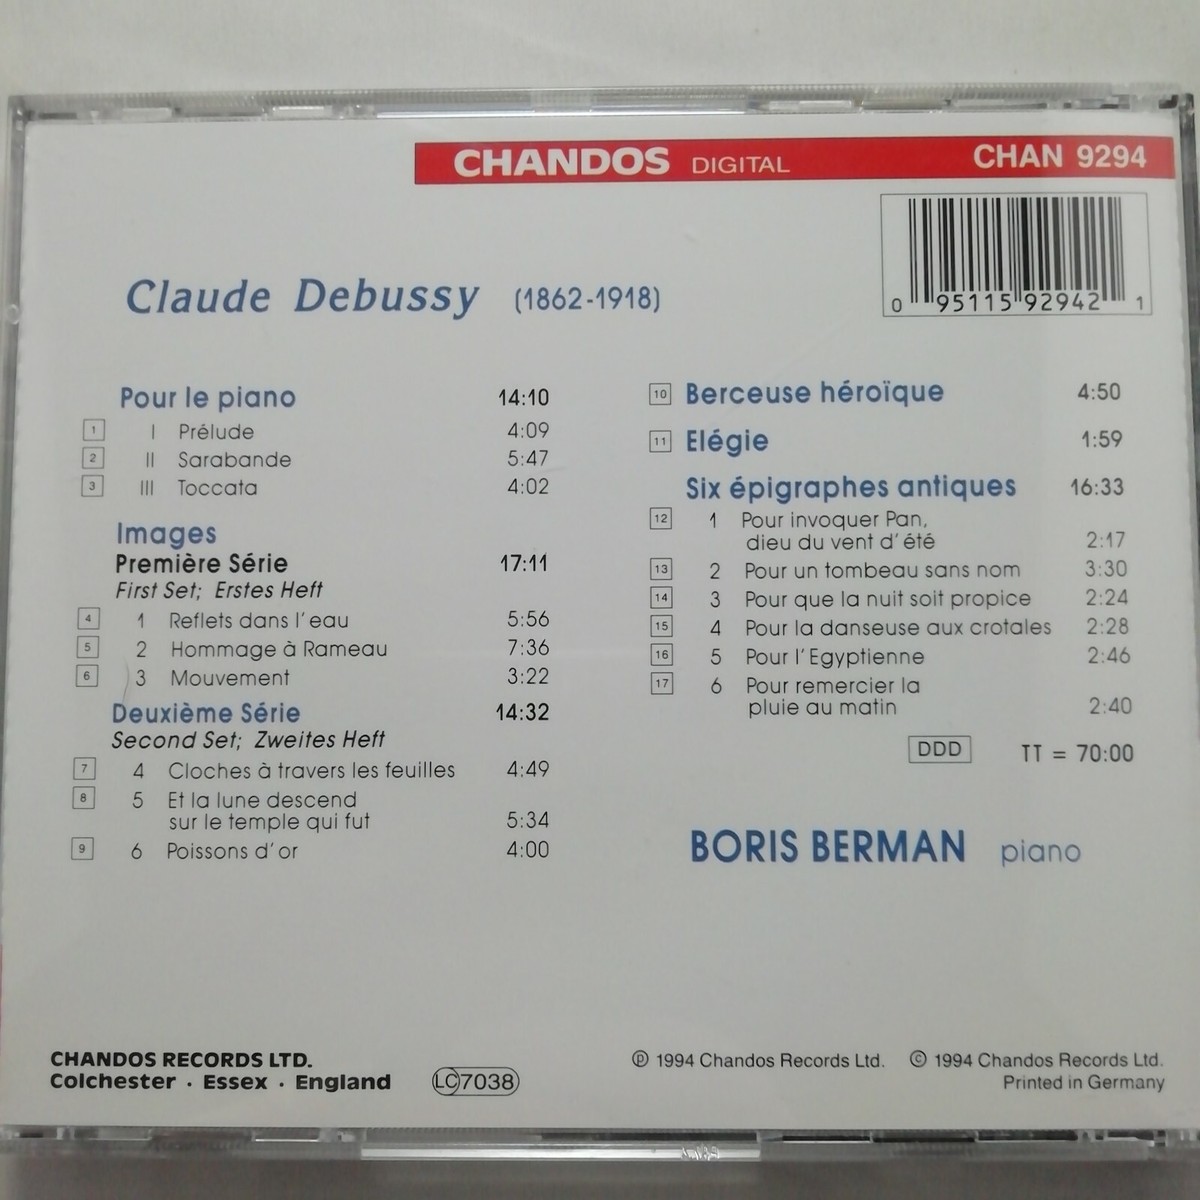 CHANDOS DIGITAL CHAN 9294
0 95115 92942 1
Claude Debussy (1862-1918)
Pour le piano 14:10
1 I Prélude 4:09
2 II Sarabande 5:47
3 III Toccata 4:02
Images
Première Série 17:11
First Set; Erstes Heft
4 1 Reflets dans l'eau 5:56
5 2 Hommage à Rameau 7:36
6 3 Mouvement 3:22
Deuxième Série 14:32
Second Set; Zweites Heft
7 4 Cloches à travers les feuilles 4:49
8 5 Et la lune descend
sur le temple qui fut 5:34
9 6 Poissons d'or 4:00
10 Berceuse héroïque 4:50
11 Elégie 1:59
Six épigraphes antiques 16:33
12 1 Pour invoquer Pan,
dieu du vent d'été 2:17
13 2 Pour un tombeau sans nom 3:30
14 3 Pour que la nuit soit propice 2:24
15 4 Pour la danseuse aux crotales 2:28
16 5 Pour l'Egyptienne 2:46
17 6 Pour remercier la
pluie au matin 2:40
DDD TT = 70:00
BORIS BERMAN piano
CHANDOS RECORDS LTD.
Colchester · Essex · England
LC 7038
℗ 1994 Chandos Records Ltd. © 1994 Chandos Records Ltd.
Printed in Germany